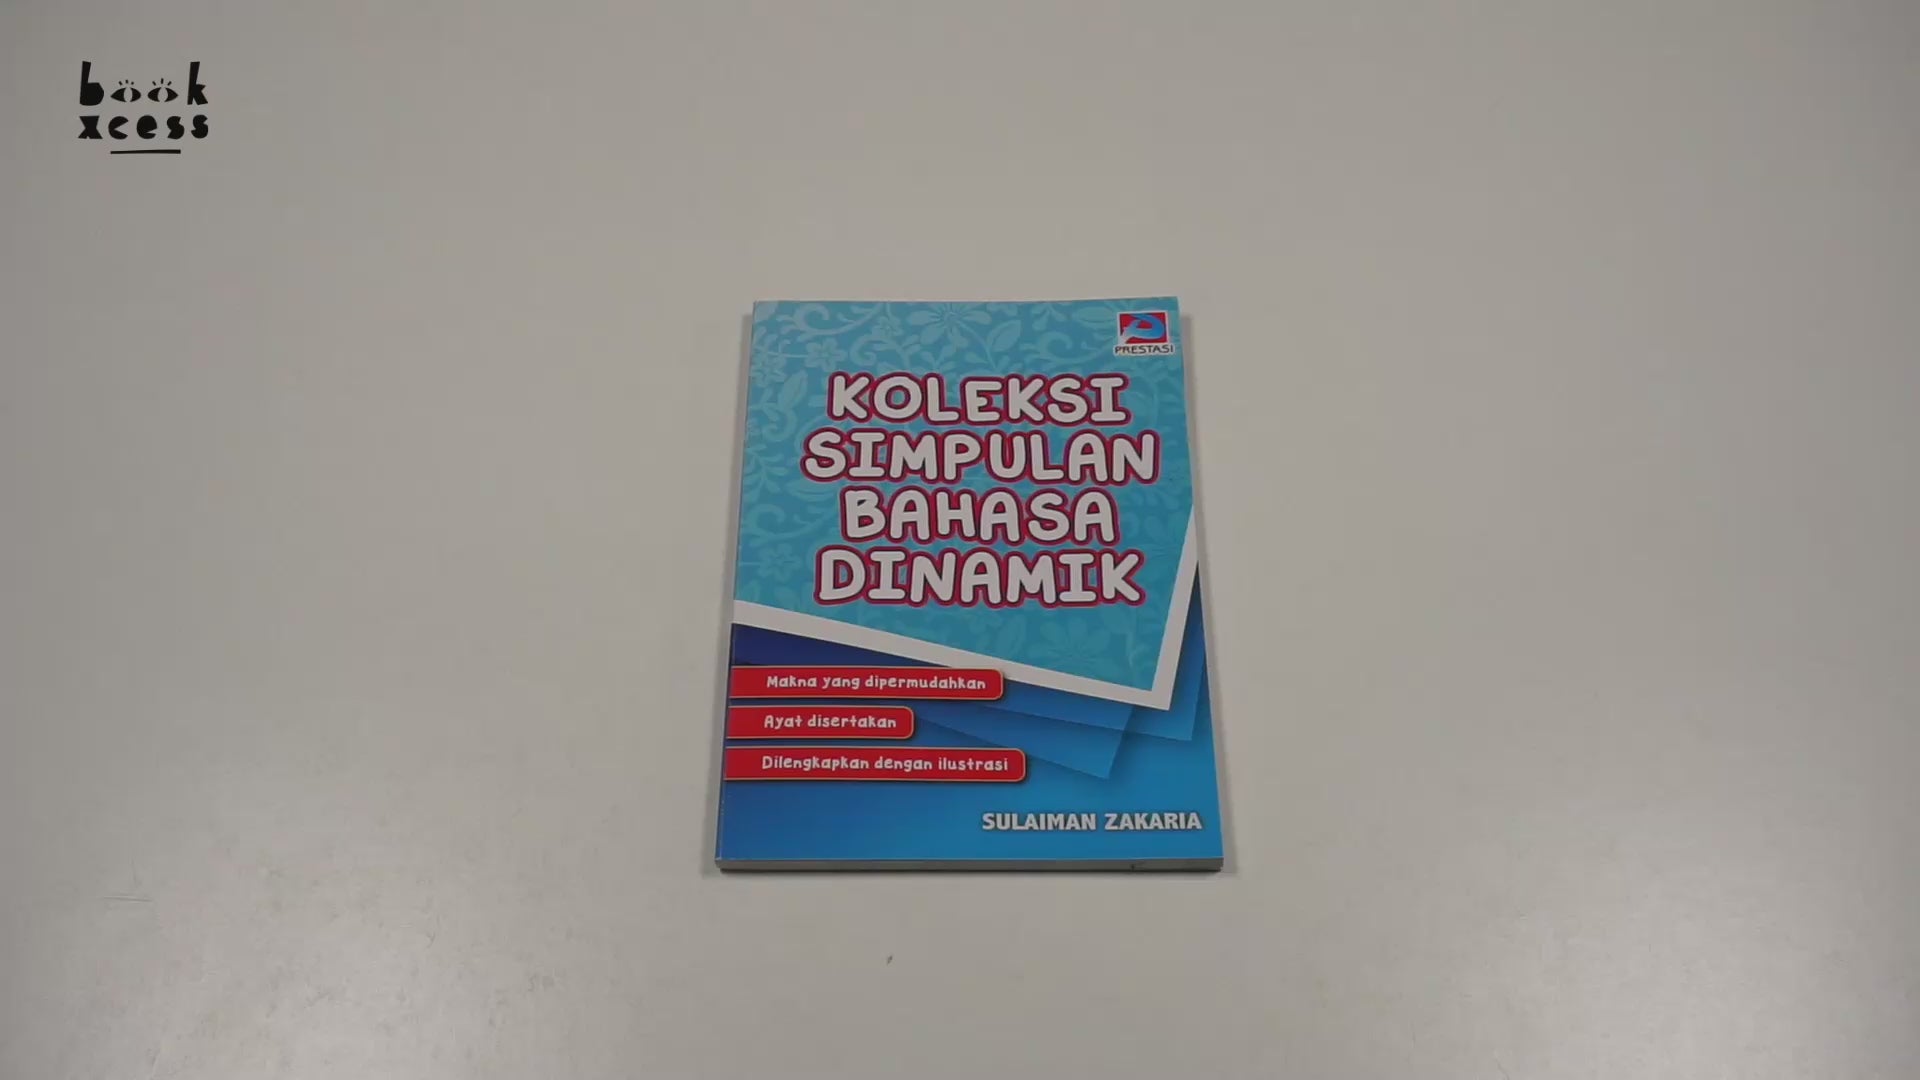 book
xcess
PRESTASI
KOLEKSI
SIMPULAN
BAHASA
DINAMIK
Makna yang dipermudahkan
Ayat disertakan
Dilengkapkan dengan ilustrasi
SULAIMAN ZAKARIA